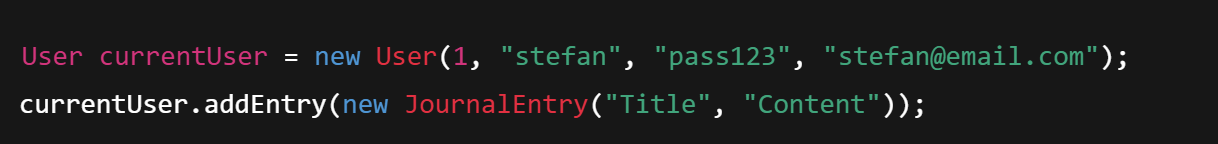 User currentUser = new User(1, "stefan", "pass123", "stefan@email.com");
currentUser.addEntry(new JournalEntry("Title", "Content"));